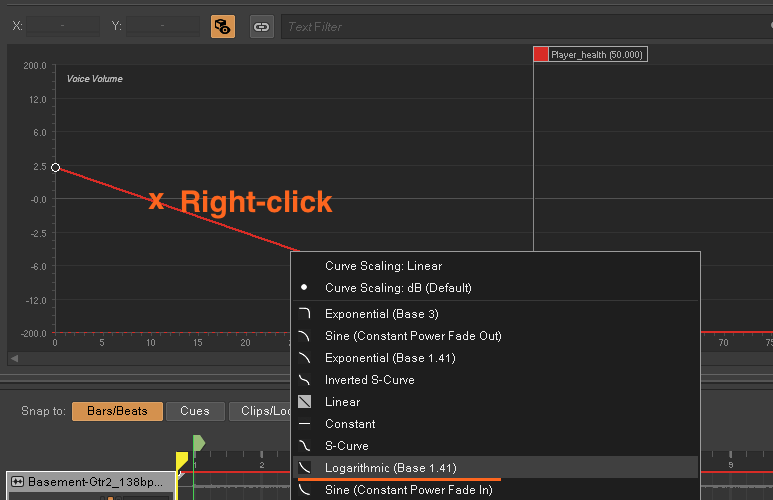 X: - Y: - Text Filter
Player_health (50.000)
200.0
Voice Volume
12.0
6.0
2.5
-0.0
x Right-click
-2.5
-6.0
-12.0
-200.0
0 5 10 15 20 25 70 75
Curve Scaling: Linear
Curve Scaling: dB (Default)
Exponential (Base 3)
Sine (Constant Power Fade Out)
Exponential (Base 1.41)
Inverted S-Curve
Linear
Constant
S-Curve
Logarithmic (Base 1.41)
Sine (Constant Power Fade In)
Snap to: Bars/Beats Cues Clips/Loo
1 2 9
Basement-Gtr2_138bp...